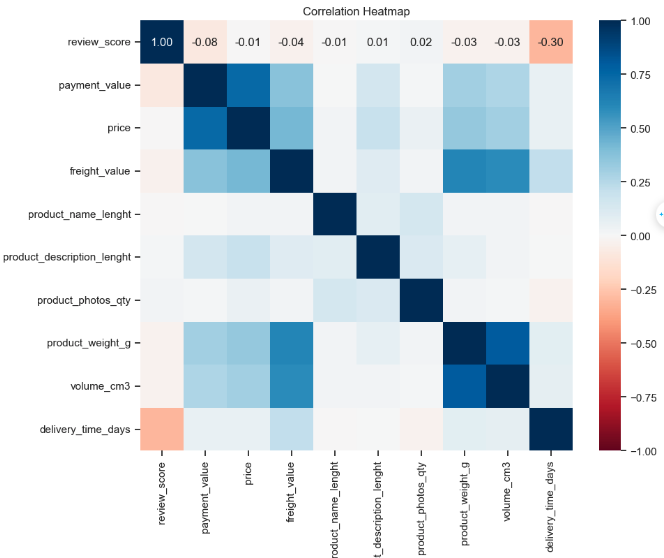 Correlation Heatmap
review_score
1.00 -0.08 -0.01 -0.04 -0.01 0.01 0.02 -0.03 -0.03 -0.30
payment_value
price
freight_value
product_name_lenght
product_description_lenght
product_photos_qty
product_weight_g
volume_cm3
delivery_time_days
1.00
0.75
0.50
0.25
0.00
−0.25
−0.50
−0.75
−1.00
review_score
payment_value
price
freight_value
roduct_name_lenght
t_description_lenght
product_photos_qty
product_weight_g
volume_cm3
delivery_time_days